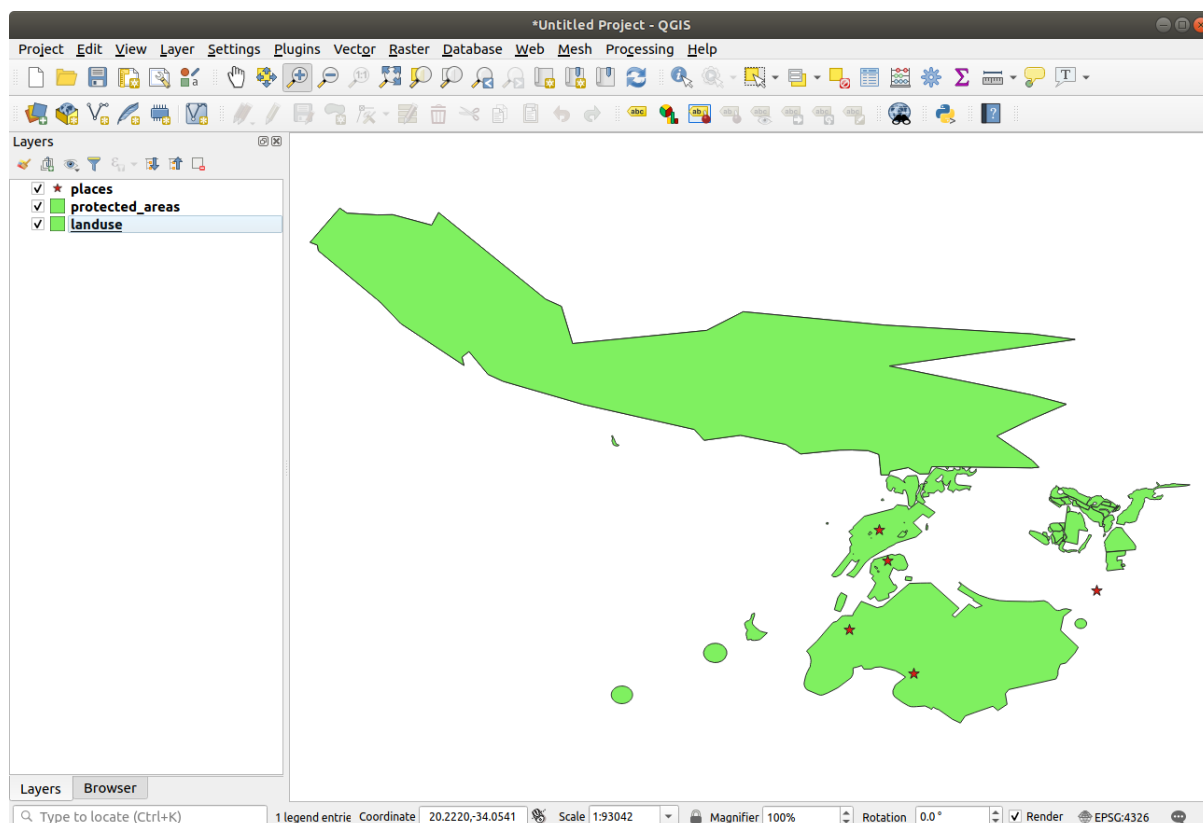 *Untitled Project - QGIS
Project Edit View Layer Settings Plugins Vector Raster Database Web Mesh Processing Help
Layers
places
protected_areas
landuse
Layers Browser
Type to locate (Ctrl+K) 1 legend entrie Coordinate 20.2220,-34.0541 Scale 1:93042 Magnifier 100% Rotation 0.0 ° Render EPSG:4326